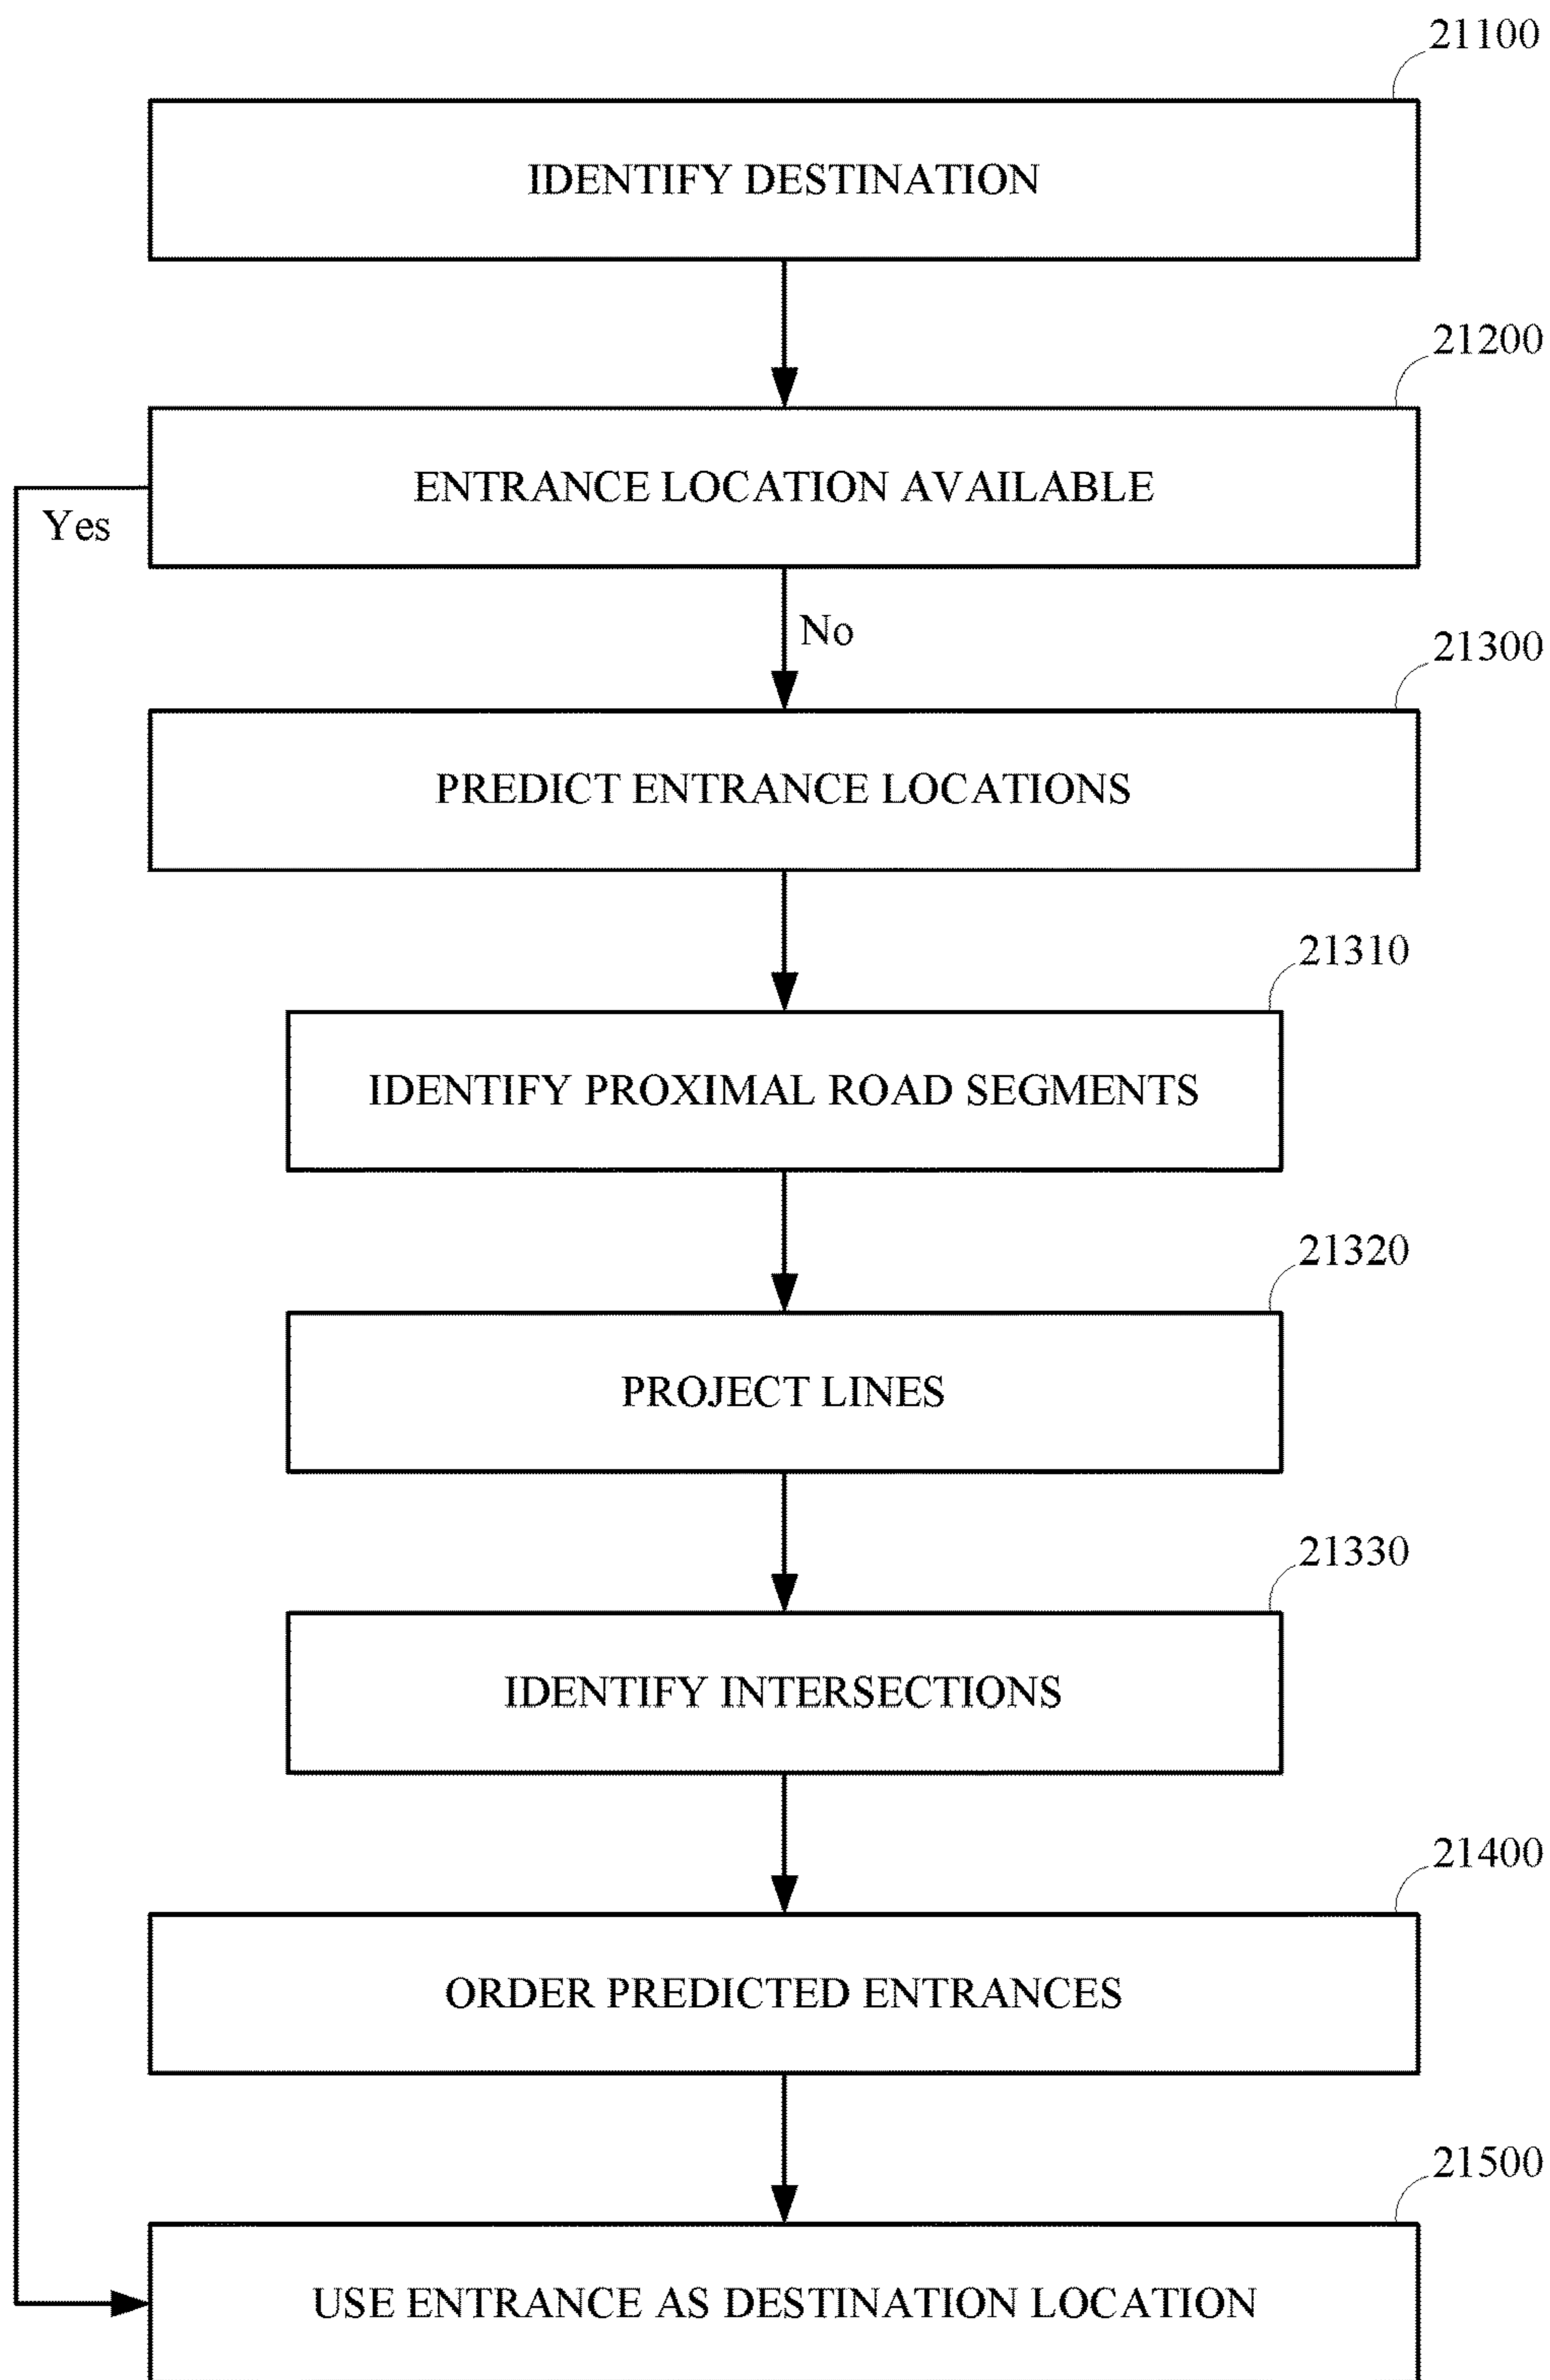 21100
IDENTIFY DESTINATION
21200
ENTRANCE LOCATION AVAILABLE
Yes
No
21300
PREDICT ENTRANCE LOCATIONS
21310
IDENTIFY PROXIMAL ROAD SEGMENTS
21320
PROJECT LINES
21330
IDENTIFY INTERSECTIONS
21400
ORDER PREDICTED ENTRANCES
21500
USE ENTRANCE AS DESTINATION LOCATION